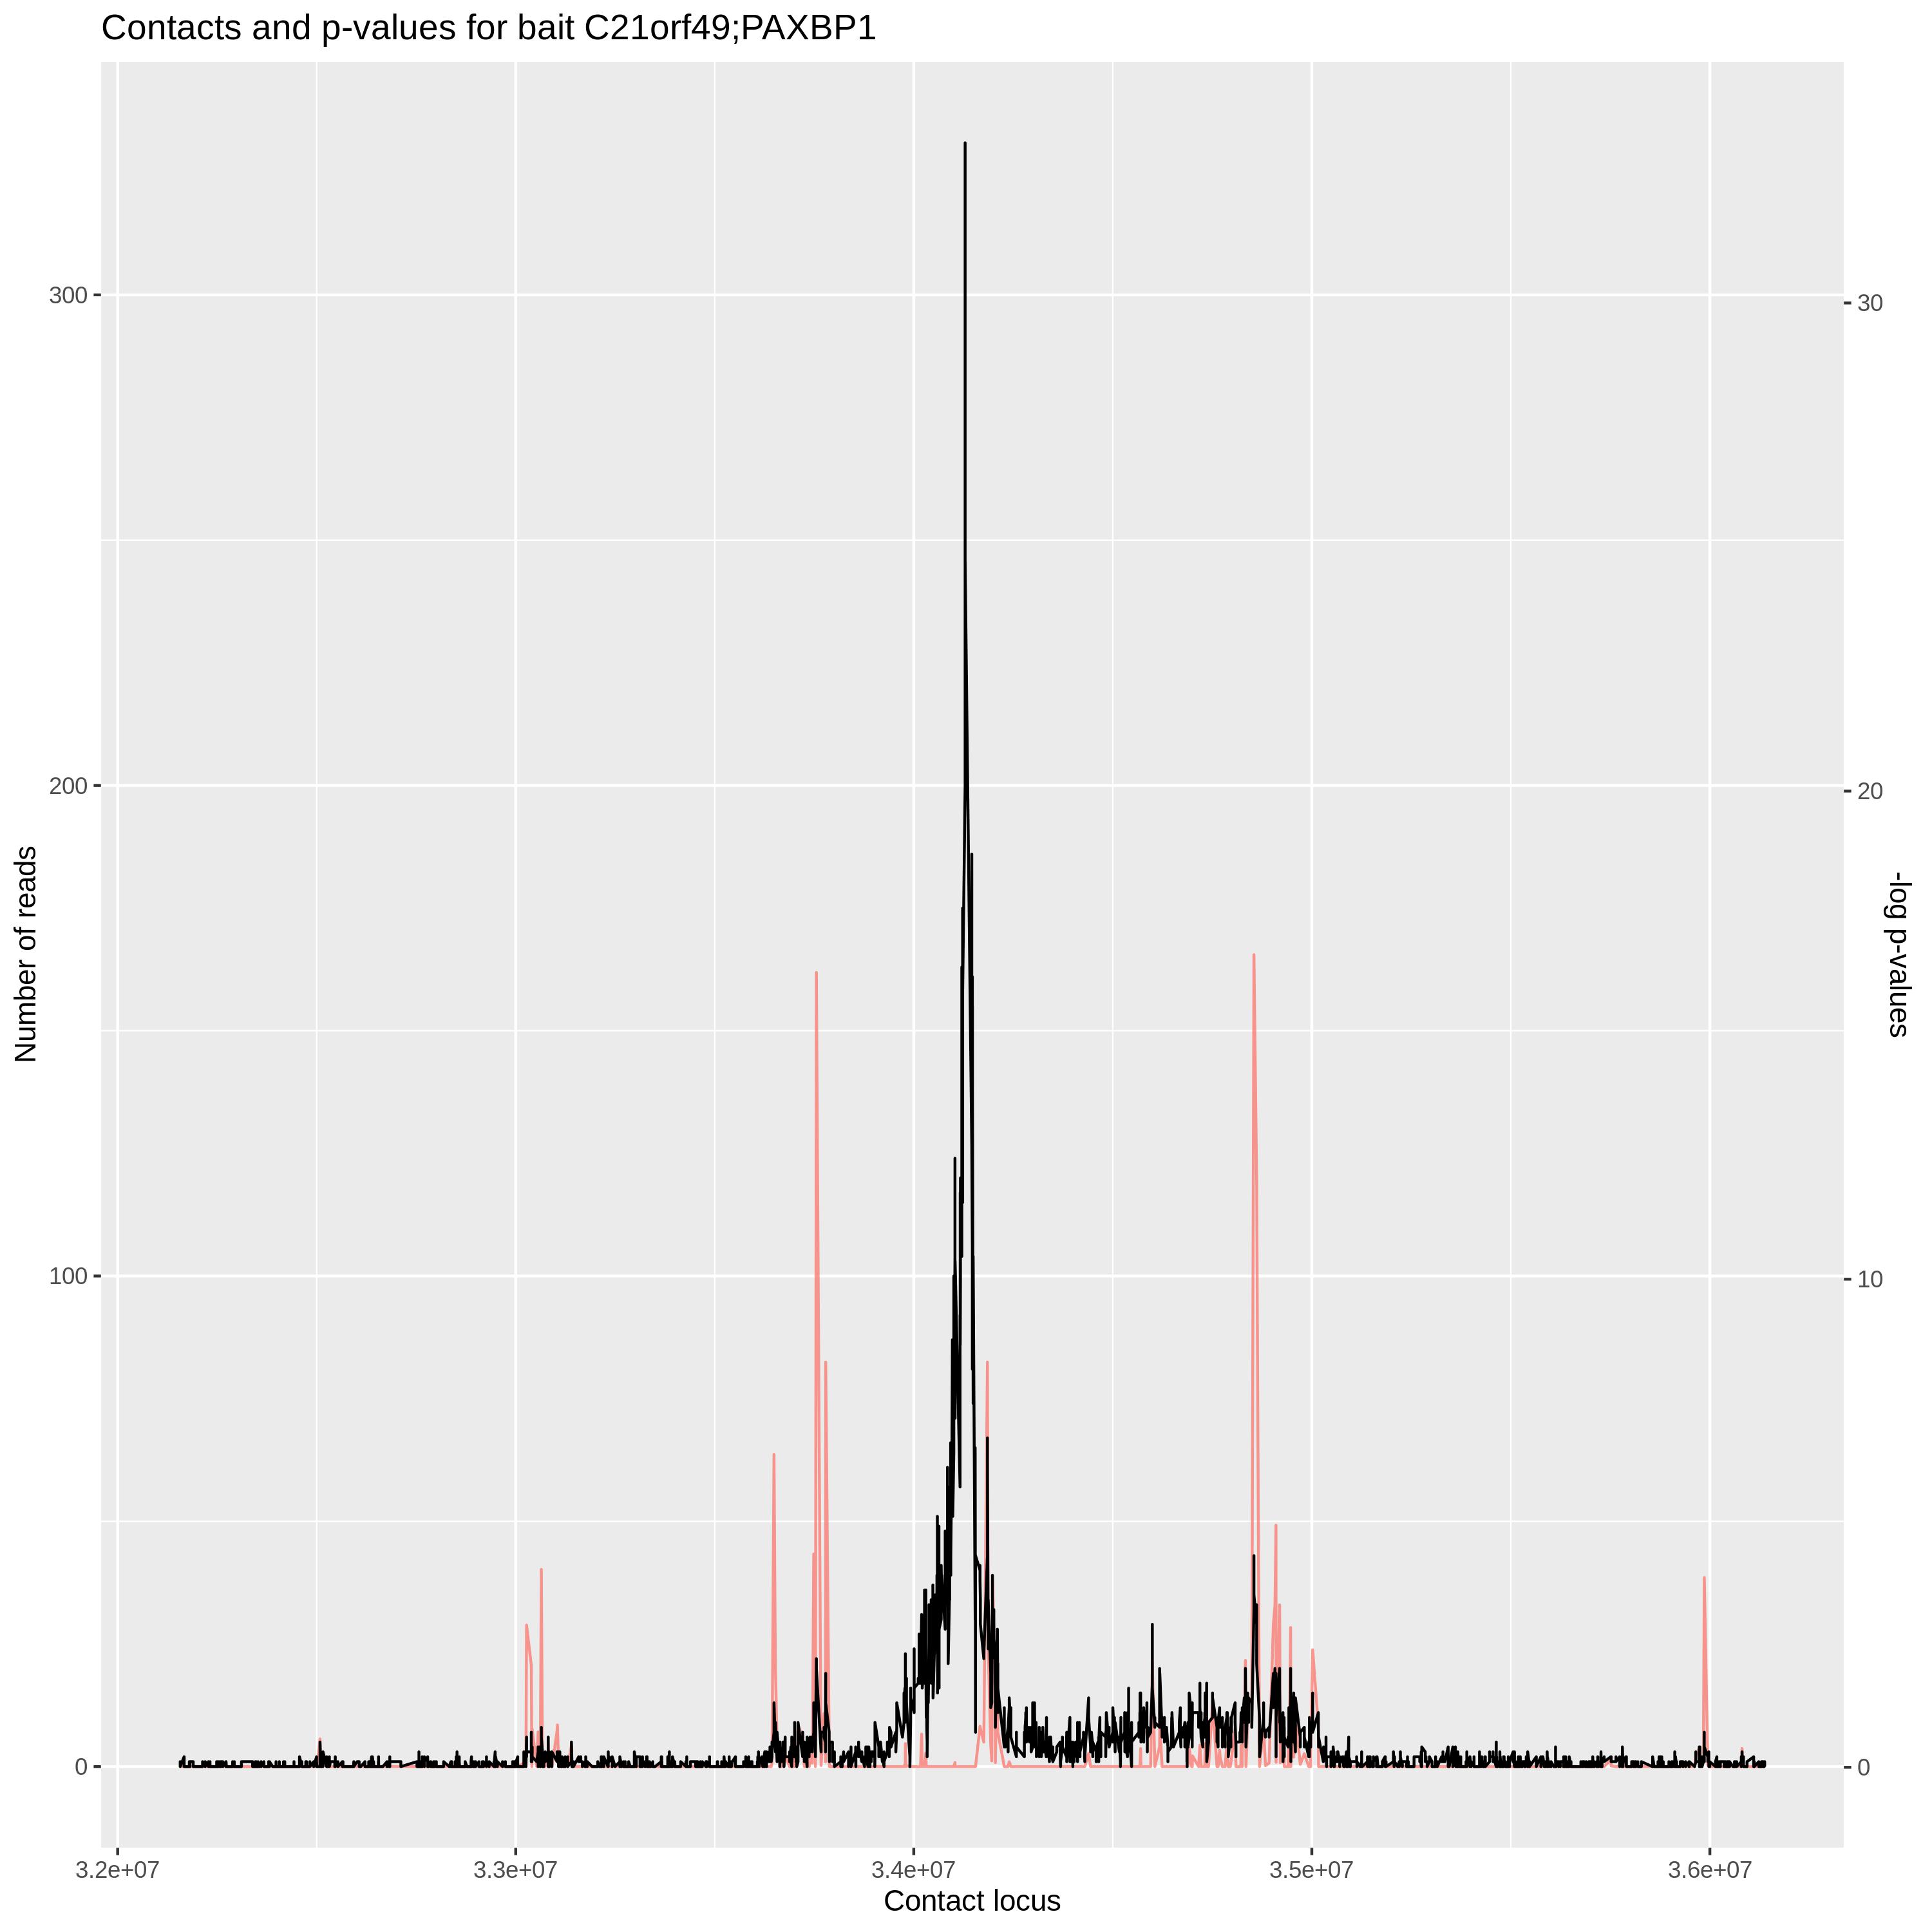 Contacts and p-values for bait C21orf49;PAXBP1
300
200
100
0
30
20
10
0
Number of reads
-log p-values
3.2e+07 3.3e+07 3.4e+07 3.5e+07 3.6e+07
Contact locus